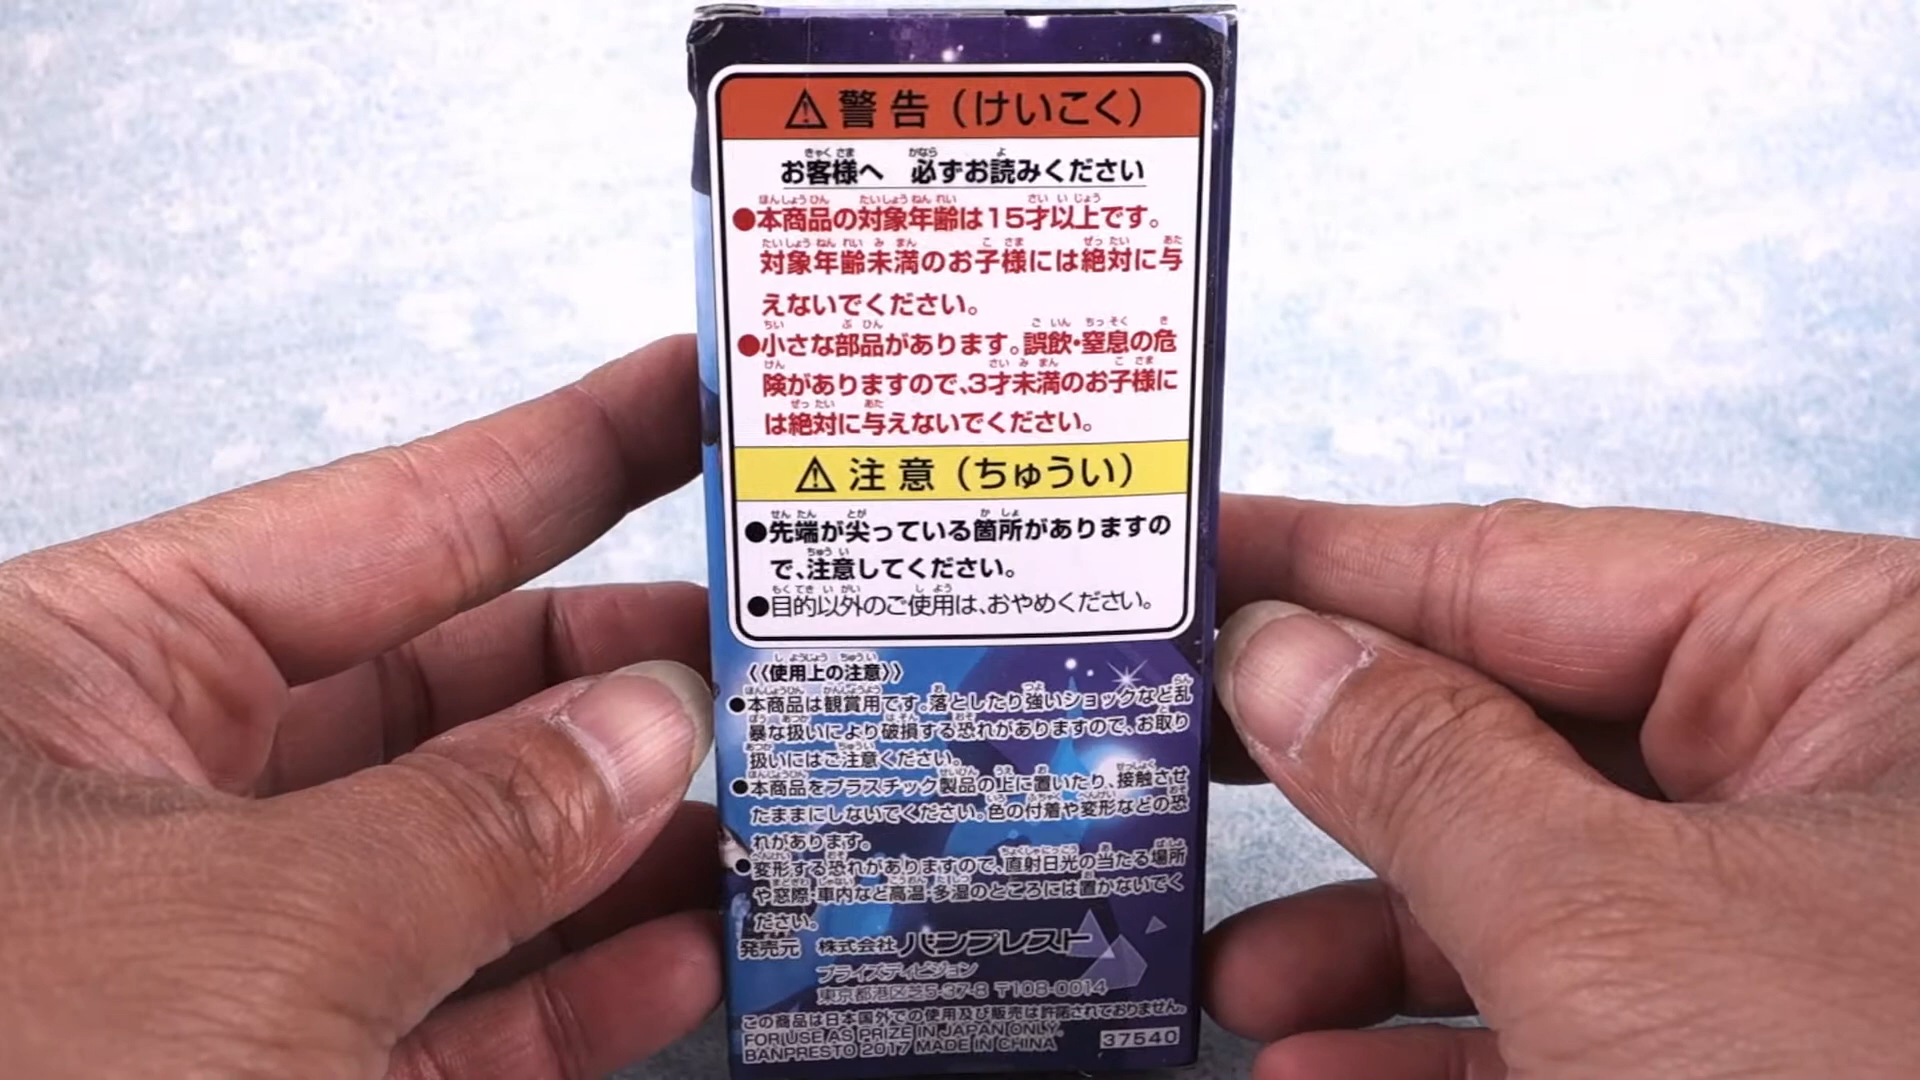 ⚠警告（けいこく）
お客様へ 必ずお読みください
●本商品の対象年齢は15才以上です。
対象年齢未満のお子様には絶対に与
えないでください。
●小さな部品があります。誤飲・窒息の危
険がありますので、3才未満のお子様に
は絶対に与えないでください。
⚠注意（ちゅうい）
●先端が尖っている箇所がありますの
で、注意してください。
●目的以外のご使用は、おやめください。
《使用上の注意》
●本商品は観賞用です。落としたり強いショックなど乱
暴な扱いにより破損する恐れがありますので、お取り
扱いにはご注意ください。
●本商品をプラスチック製品の上に置いたり、接触させ
たままにしないでください。色の付着や変形などの恐
れがあります。
●変形する恐れがありますので、直射日光の当たる場所
や窓際・車内など高温・多湿のところには置かないでく
ださい。
発売元 株式会社バンプレスト
プライズディビジョン
東京都港区芝5-37-8 〒108-0014
この商品は日本国外での使用及び販売は許諾されておりません。
FOR USE AS PRIZE IN JAPAN ONLY.
BANPRESTO 2017 MADE IN CHINA 37540